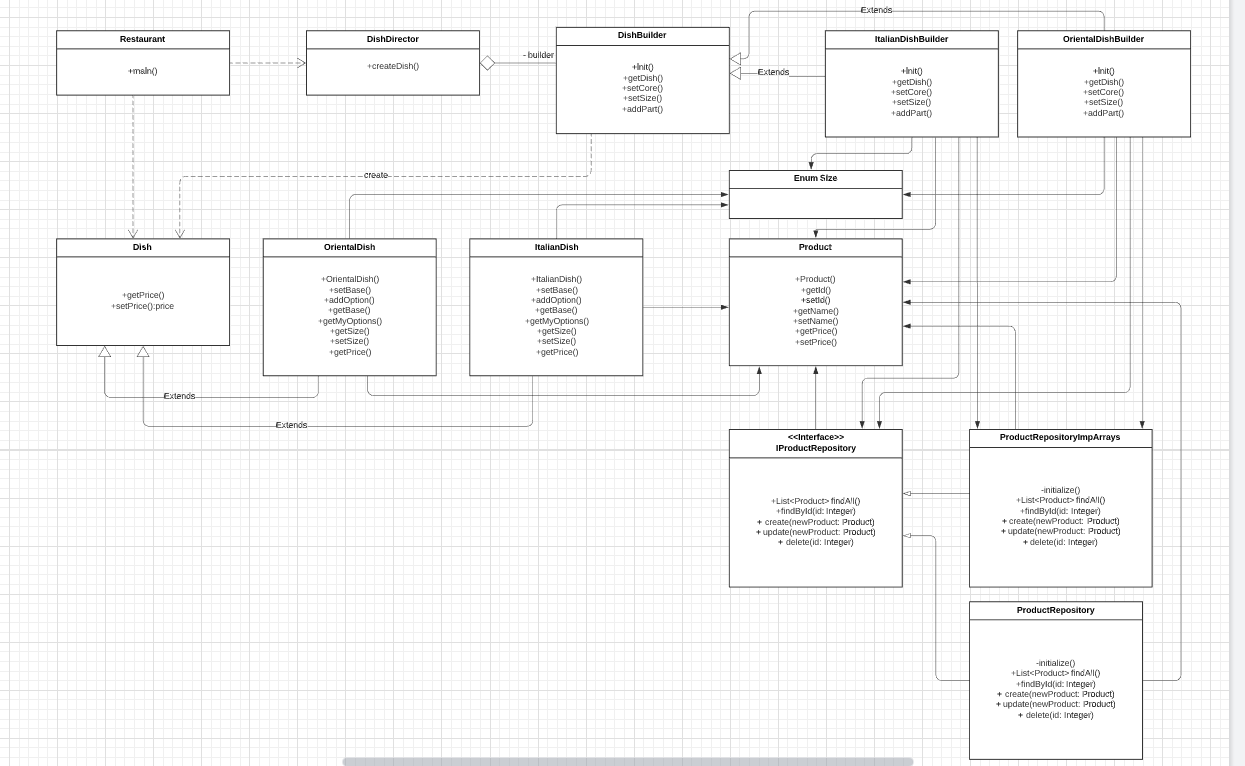 Extends
Restaurant
+main()
DishDirector
+createDish()
- builder
DishBuilder
+Init()
+getDish()
+setCore()
+setSize()
+addPart()
Extends
ItalianDishBuilder
+Init()
+getDish()
+setCore()
+setSize()
+addPart()
OrientalDishBuilder
+Init()
+getDish()
+setCore()
+setSize()
+addPart()
create
Enum Size
Dish
+getPrice()
+setPrice():price
OrientalDish
+OrientalDish()
+setBase()
+addOption()
+getBase()
+getMyOptions()
+getSize()
+setSize()
+getPrice()
ItalianDish
+ItalianDish()
+setBase()
+addOption()
+getBase()
+getMyOptions()
+getSize()
+setSize()
+getPrice()
Product
+Product()
+getId()
+setId()
+getName()
+setName()
+getPrice()
+setPrice()
Extends
Extends
<<Interface>>
IProductRepository
+List<Product> findAll()
+findById(id: Integer)
+ create(newProduct: Product)
+ update(newProduct: Product)
+ delete(id: Integer)
ProductRepositoryImpArrays
-initialize()
+List<Product> findAll()
+findById(id: Integer)
+ create(newProduct: Product)
+ update(newProduct: Product)
+ delete(id: Integer)
ProductRepository
-initialize()
+List<Product> findAll()
+findById(id: Integer)
+ create(newProduct: Product)
+ update(newProduct: Product)
+ delete(id: Integer)